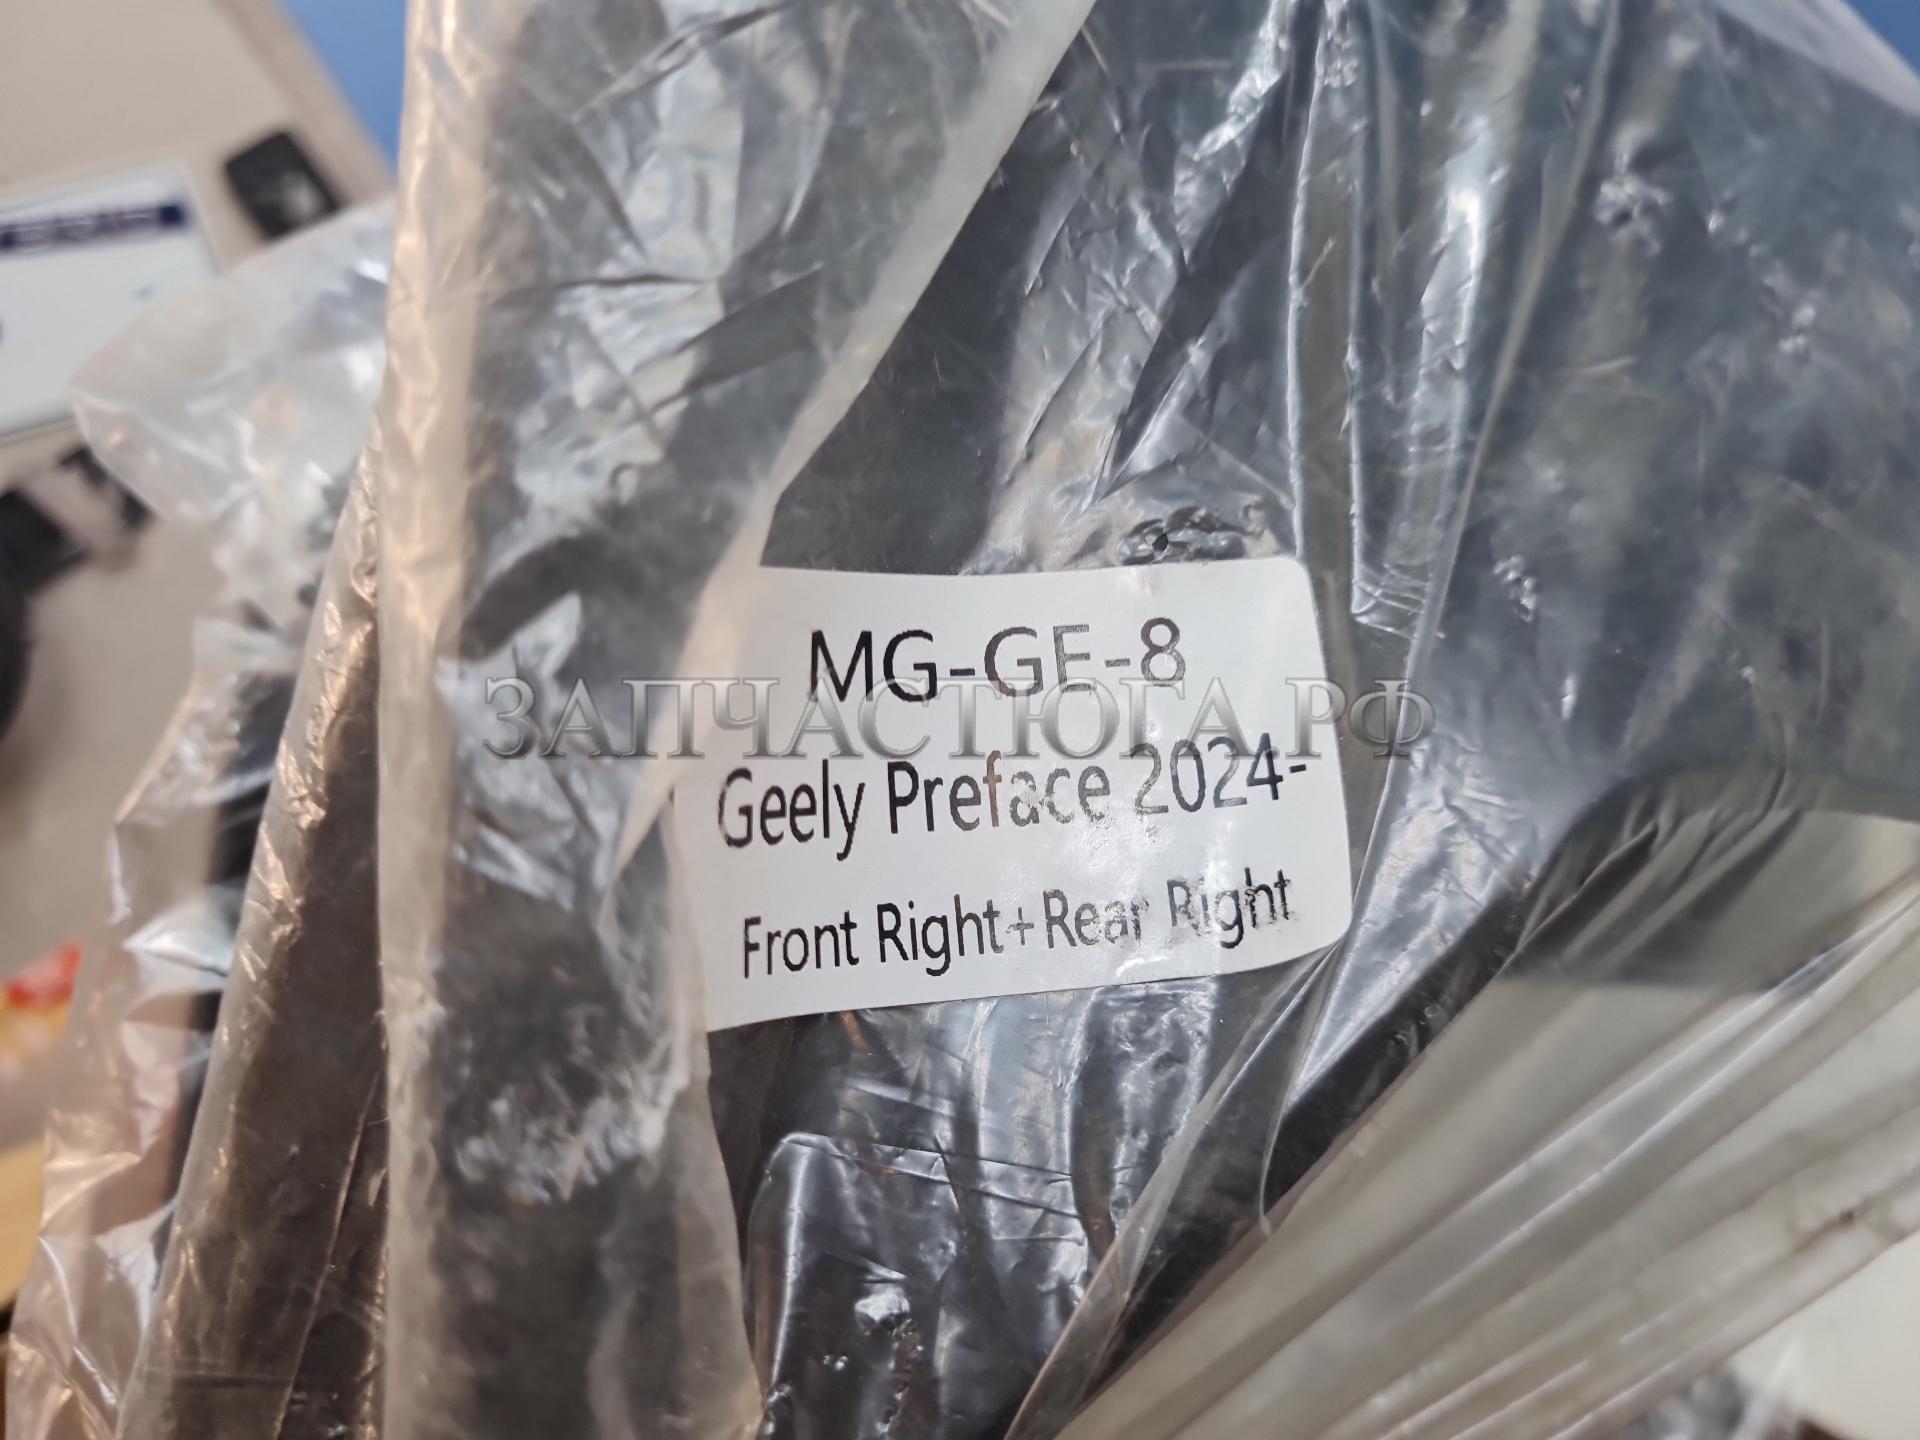 MG-GE-8
ЗАПЧАСТЮГА.РФ
Geely Preface 2024-
Front Right+Rear Right